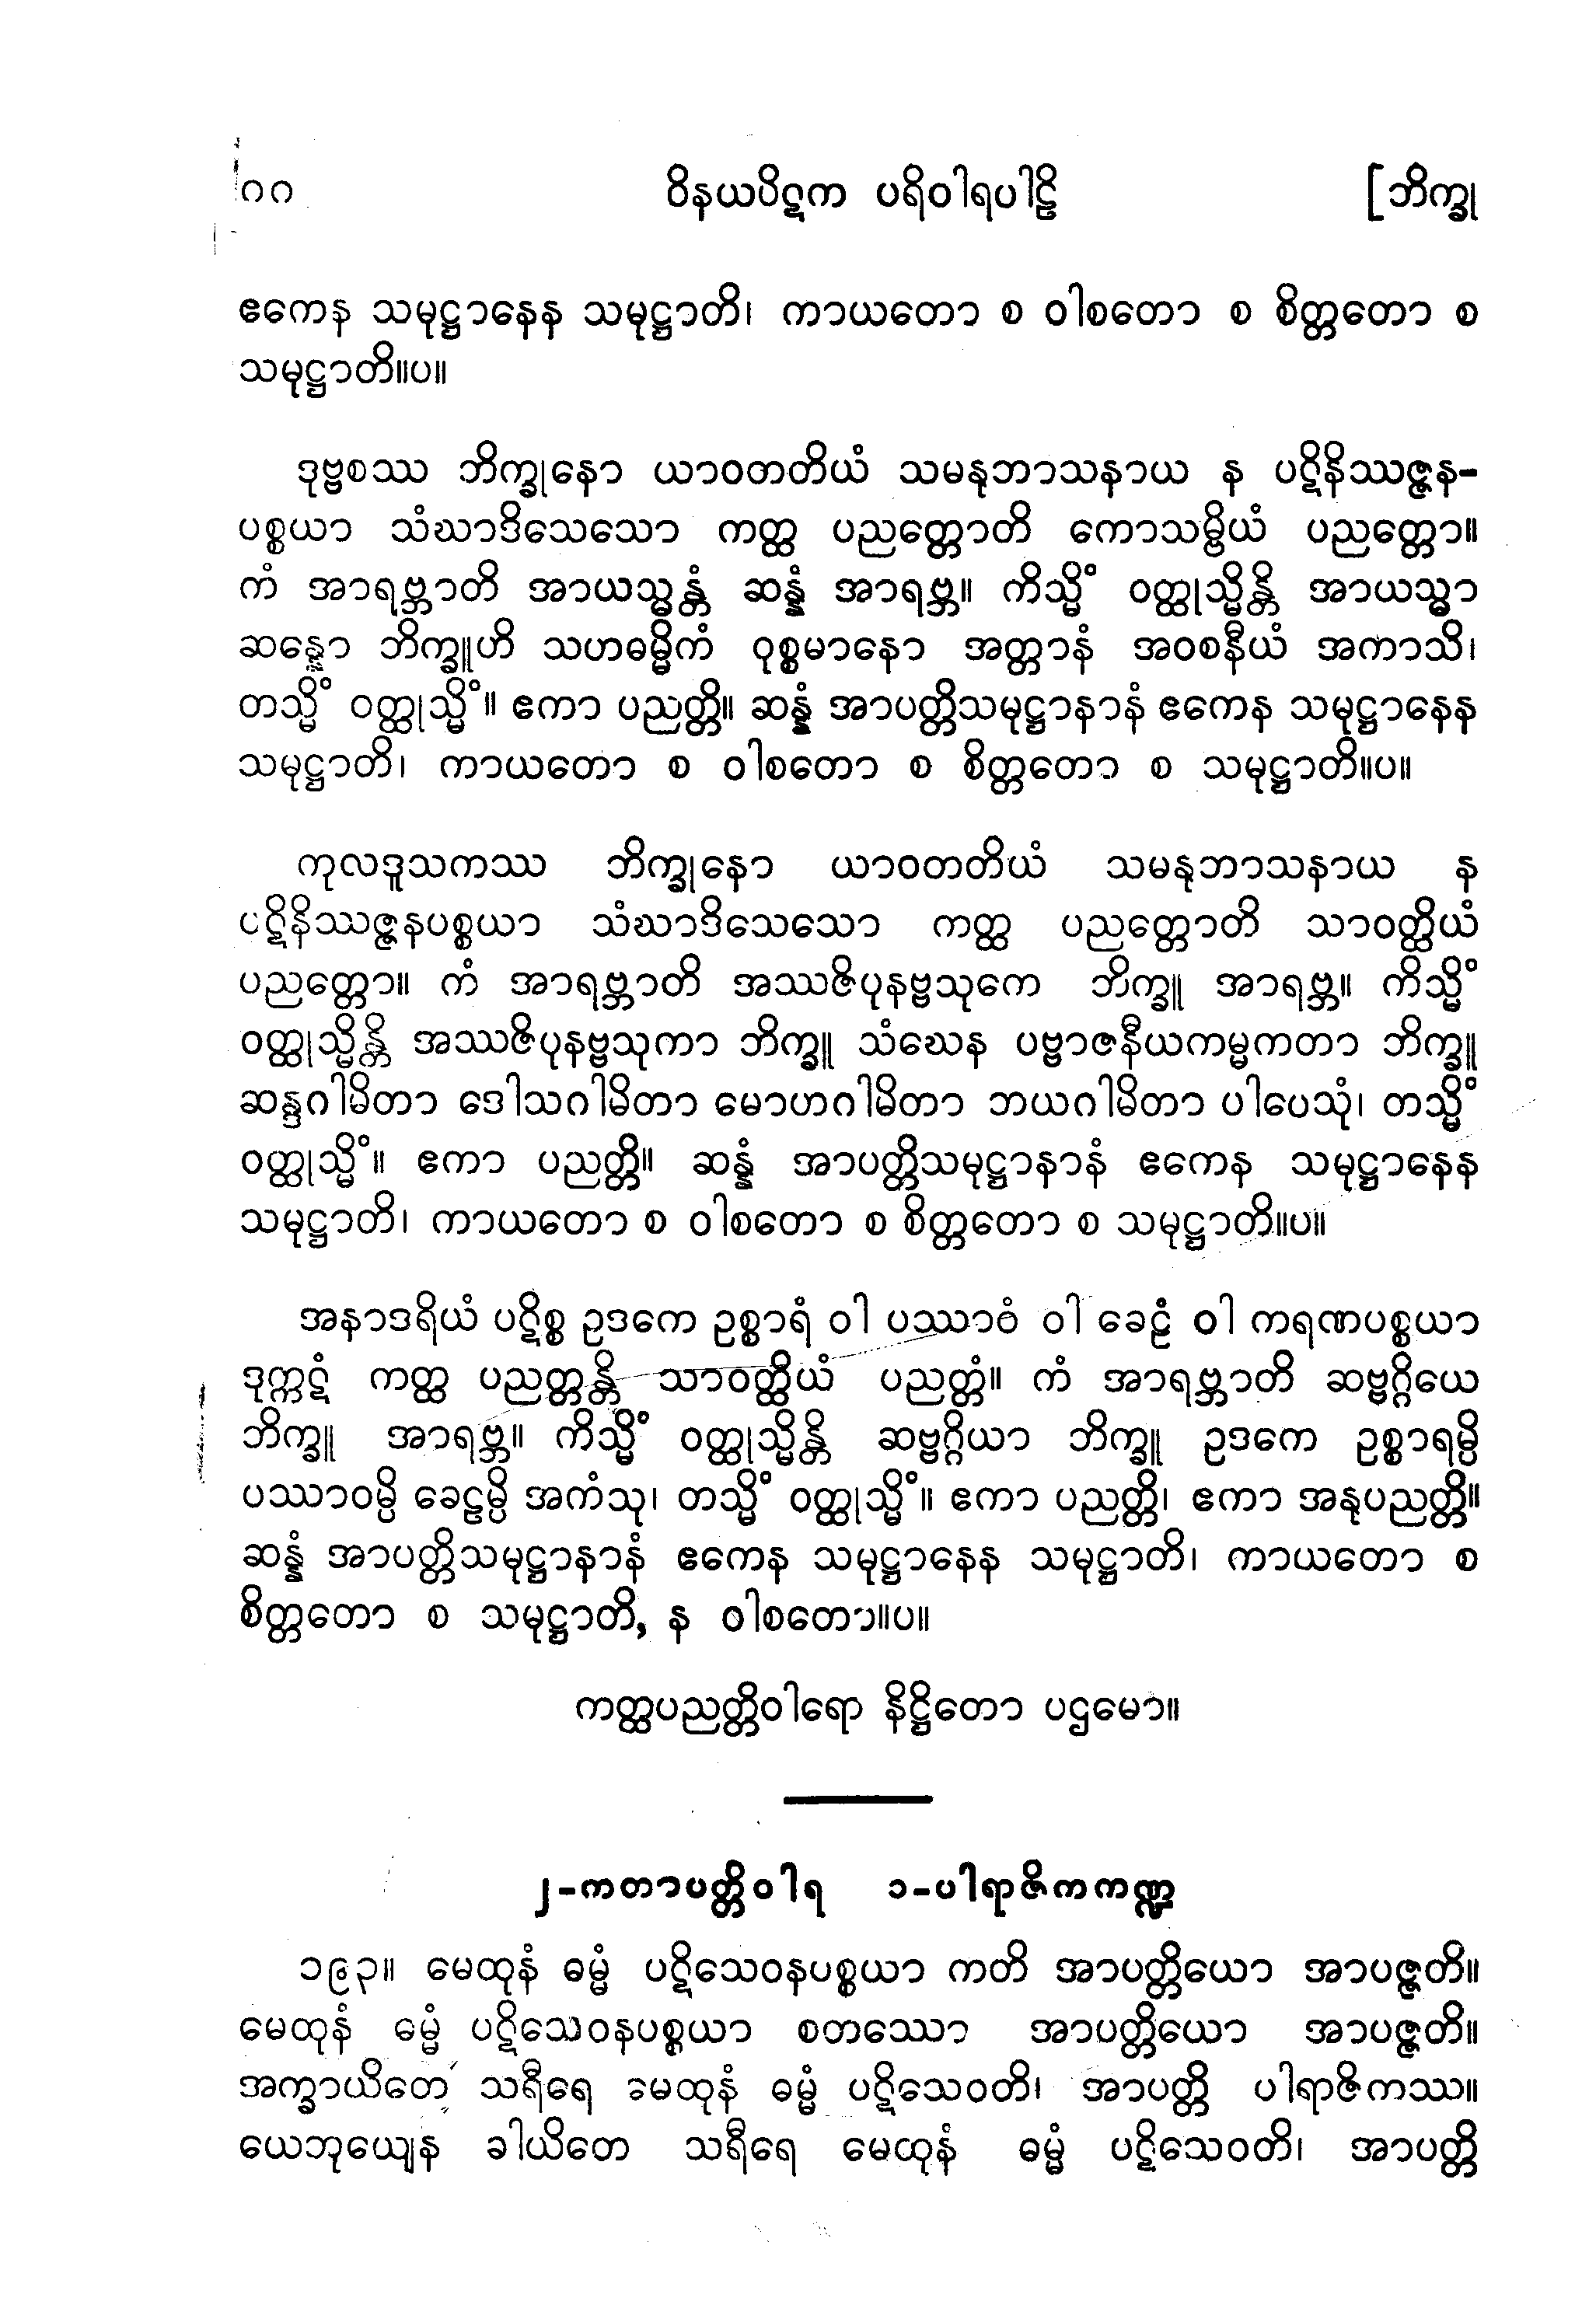 ၈၈ ဝိနယပိဋက ပရိဝါရပါဠိ [ဘိက္ခု
ဧကေန သမုဋ္ဌာနေန သမုဋ္ဌာတိ၊ ကာယတော စ ဝါစတော စ စိတ္တတော စ
သမုဋ္ဌာတိ။ပ။
ဒုဗ္ဗစဿ ဘိက္ခုနော ယာဝတတိယံ သမနုဘာသနာယ န ပဋိနိဿဇ္ဇန-
ပစ္စယာ သံဃာဒိသေသော ကတ္ထ ပညတ္တောတိ ကောသမ္ဗိယံ ပညတ္တော။
ကံ အာရဗ္ဘာတိ အာယသ္မန္တံ ဆန္နံ အာရဗ္ဘ။ ကိသ္မိံ ဝတ္ထုသ္မိန္တိ အာယသ္မာ
ဆန္နော ဘိက္ခူဟိ သဟဓမ္မိကံ ဝုစ္စမာနော အတ္တာနံ အဝစနီယံ အကာသိ၊
တသ္မိံ ဝတ္ထုသ္မိံ။ ဧကာ ပညတ္တိ။ ဆန္နံ အာပတ္တိသမုဋ္ဌာနာနံ ဧကေန သမုဋ္ဌာနေန
သမုဋ္ဌာတိ၊ ကာယတော စ ဝါစတော စ စိတ္တတော စ သမုဋ္ဌာတိ။ပ။
ကုလဒူသကဿ ဘိက္ခုနော ယာဝတတိယံ သမနုဘာသနာယ န
ပဋိနိဿဇ္ဇနပစ္စယာ သံဃာဒိသေသော ကတ္ထ ပညတ္တောတိ သာဝတ္ထိယံ
ပညတ္တော။ ကံ အာရဗ္ဘာတိ အဿဇိပုနဗ္ဗသုကေ ဘိက္ခူ အာရဗ္ဘ။ ကိသ္မိံ
ဝတ္ထုသ္မိန္တိ အဿဇိပုနဗ္ဗသုကာ ဘိက္ခူ သံဃေန ပဗ္ဗာဇနီယကမ္မကတာ ဘိက္ခူ
ဆန္ဒဂါမိတာ ဒေါသဂါမိတာ မောဟဂါမိတာ ဘယဂါမိတာ ပါပေသုံ၊ တသ္မိံ
ဝတ္ထုသ္မိံ။ ဧကာ ပညတ္တိ။ ဆန္နံ အာပတ္တိသမုဋ္ဌာနာနံ ဧကေန သမုဋ္ဌာနေန
သမုဋ္ဌာတိ၊ ကာယတော စ ဝါစတော စ စိတ္တတော စ သမုဋ္ဌာတိ။ပ။
အနာဒရိယံ ပဋိစ္စ ဥဒကေ ဥစ္စာရံ ဝါ ပဿာဝံ ဝါ ခေဠံ ဝါ ကရဏပစ္စယာ
ဒုက္ကဋံ ကတ္ထ ပညတ္တန္တိ သာဝတ္ထိယံ ပညတ္တံ။ ကံ အာရဗ္ဘာတိ ဆဗ္ဗဂ္ဂိယေ
ဘိက္ခူ အာရဗ္ဘ။ ကိသ္မိံ ဝတ္ထုသ္မိန္တိ ဆဗ္ဗဂ္ဂိယာ ဘိက္ခူ ဥဒကေ ဥစ္စာရမ္ပိ
ပဿာဝမ္ပိ ခေဠမ္ပိ အကံသု၊ တသ္မိံ ဝတ္ထုသ္မိံ။ ဧကာ ပညတ္တိ၊ ဧကာ အနုပညတ္တိ။
ဆန္နံ အာပတ္တိသမုဋ္ဌာနာနံ ဧကေန သမုဋ္ဌာနေန သမုဋ္ဌာတိ၊ ကာယတော စ
စိတ္တတော စ သမုဋ္ဌာတိ, န ဝါစတော။ပ။
ကတ္ထပညတ္တိဝါရော နိဋ္ဌိတော ပဌမော။
၂-ကတာပတ္တိဝါရ ၁-ပါရာဇိကကဏ္ဍ
၁၉၃။ မေထုနံ ဓမ္မံ ပဋိသေဝနပစ္စယာ ကတိ အာပတ္တိယော အာပဇ္ဇတိ။
မေထုနံ ဓမ္မံ ပဋိသေဝနပစ္စယာ စတဿော အာပတ္တိယော အာပဇ္ဇတိ။
အက္ခာယိတေ သရီရေ မေထုနံ ဓမ္မံ ပဋိသေဝတိ၊ အာပတ္တိ ပါရာဇိကဿ။
ယေဘုယျေန ခါယိတေ သရီရေ မေထုနံ ဓမ္မံ ပဋိသေဝတိ၊ အာပတ္တိ